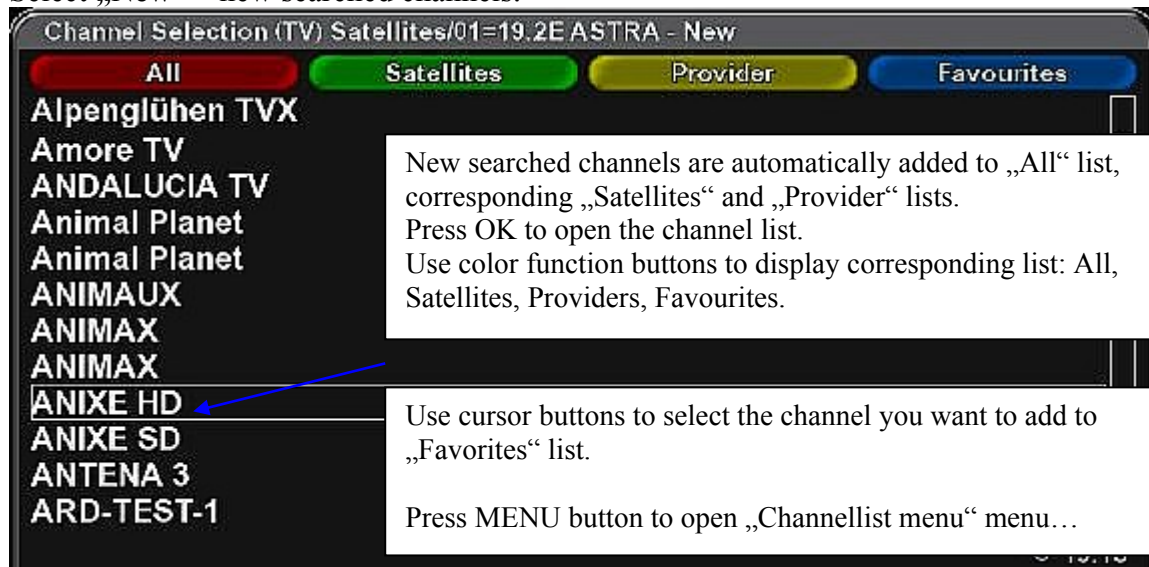 Channel Selection (TV) Satellites/01=19.2E ASTRA - New
All Satellites Provider Favourites
Alpenglühen TVX
Amore TV
ANDALUCIA TV
Animal Planet
Animal Planet
ANIMAUX
ANIMAX
ANIMAX
ANIXE HD
ANIXE SD
ANTENA 3
ARD-TEST-1
New searched channels are automatically added to „All“ list,
corresponding „Satellites“ and „Provider“ lists.
Press OK to open the channel list.
Use color function buttons to display corresponding list: All,
Satellites, Providers, Favourites.
Use cursor buttons to select the channel you want to add to
„Favorites“ list.
Press MENU button to open „Channellist menu“ menu…